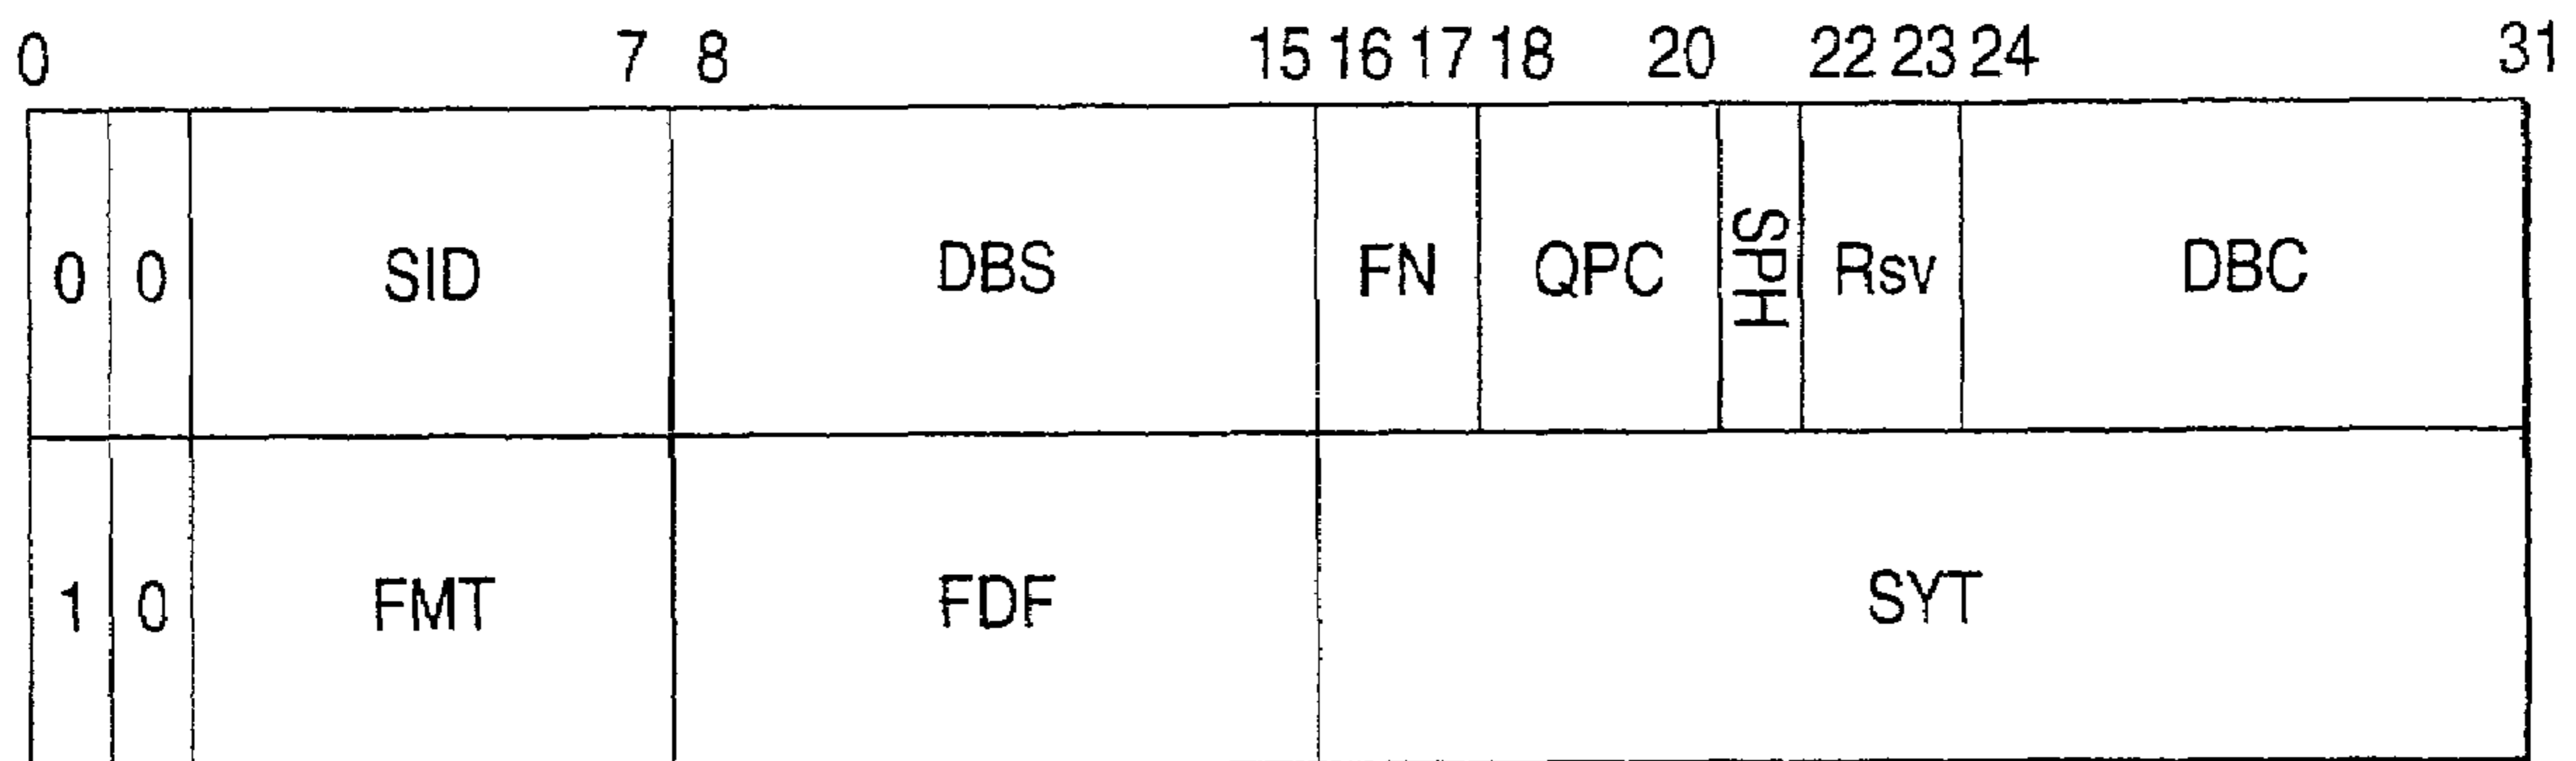 0 7 8 15 16 17 18 20 22 23 24 31
0 0 SID DBS FN QPC SPH Rsv DBC
1 0 FMT FDF SYT